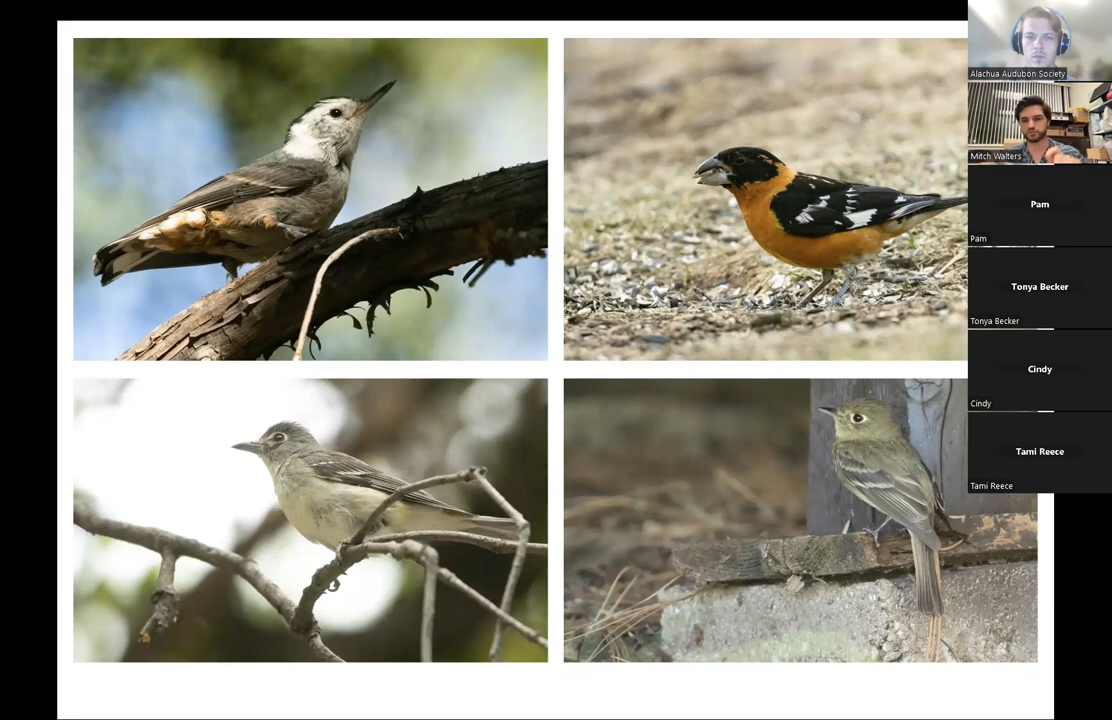 Alachua Audubon Society
Mitch Walters
Pam
Pam
Tonya Becker
Tonya Becker
Cindy
Cindy
Tami Reece
Tami Reece